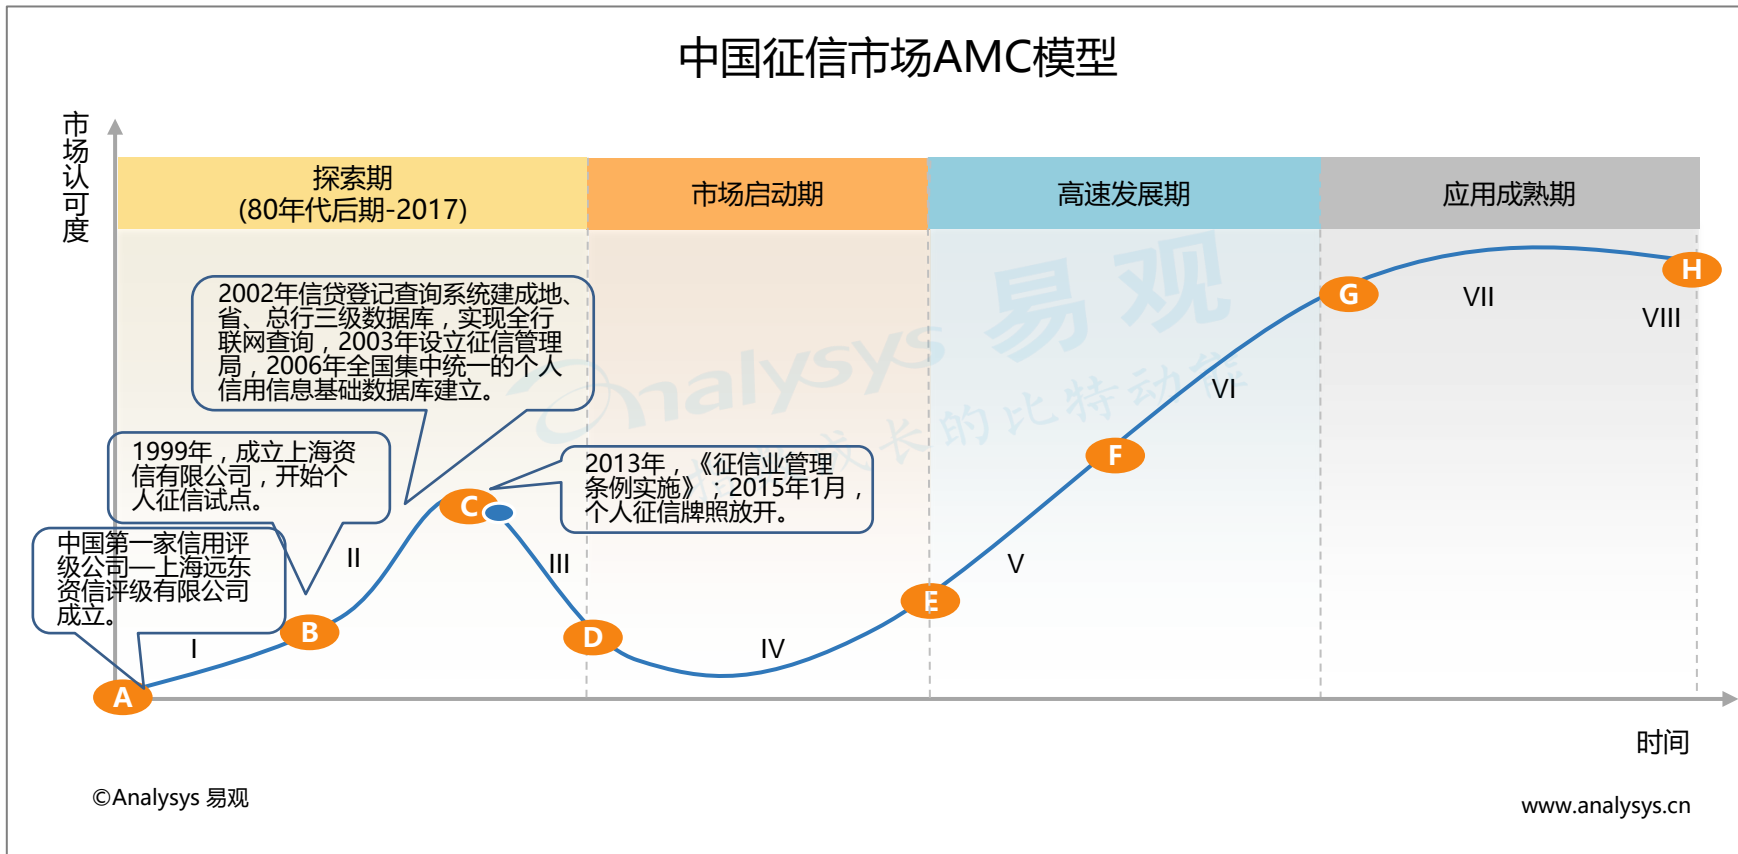 中国征信市场AMC模型
市场认可度
探索期
(80年代后期-2017)
市场启动期
高速发展期
应用成熟期
2002年信贷登记查询系统建成地、
省、总行三级数据库，实现全行
联网查询，2003年设立征信管理
局，2006年全国集中统一的个人
信用信息基础数据库建立。
1999年，成立上海资
信有限公司，开始个
人征信试点。
2013年，《征信业管理
条例实施》；2015年1月，
个人征信牌照放开。
中国第一家信用评
级公司—上海远东
资信评级有限公司
成立。
A
I
B
II
C
III
D
IV
E
V
F
VI
G
VII
H
VIII
时间
analysys 易观
成长的比特动能
©Analysys 易观
www.analysys.cn